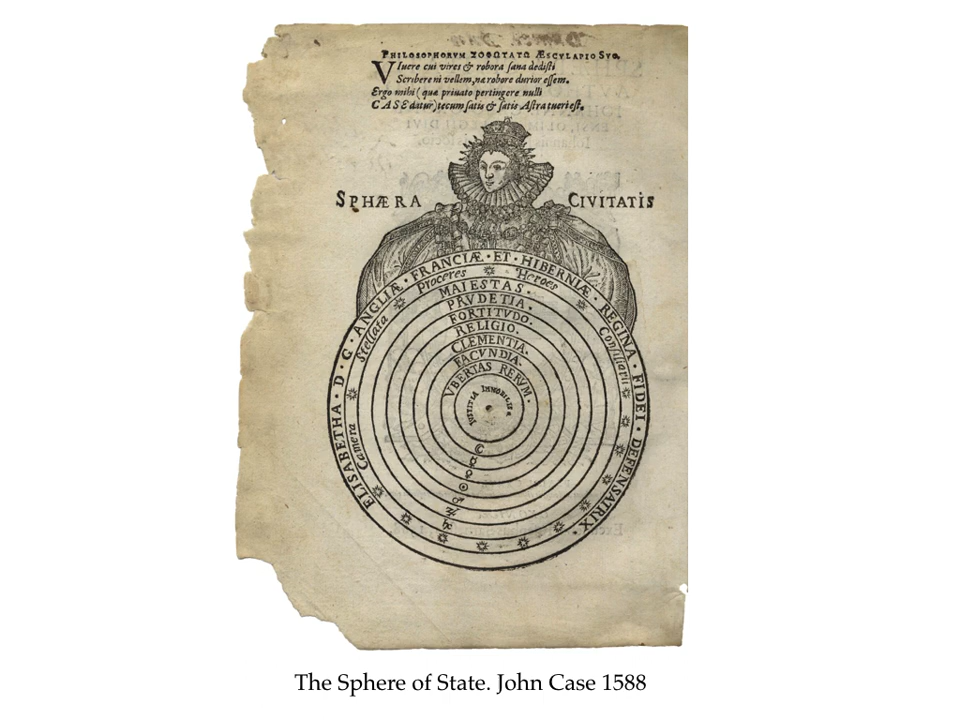 PHILOSOPHORVM ΣΟΦΩΤΑΤΩ ÆSCVLAPIO SVO.
Vluere cui vires & robora sana dedisti
Scribere ni vellem, næ robore durior essem.
Ergo mihi (quæ priuato pertingere nulli
CASE datur) tecum satis & satis Astra tueri est.
SPHÆRA CIVITATIS
ELISABETHA · D · G · ANGLIÆ · FRANCIÆ · ET · HIBERNIÆ · REGINA · FIDEI · DEFENSATRIX ·
Camera Stellata Proceres Heroes Consiliarii
MAIESTAS.
PRVDETIA.
FORTITVDO.
RELIGIO.
CLEMENTIA.
FACVNDIA.
VBERTAS RERVM.
IVSTITIA IMMOBILIS
☾
☿
♀
☉
♂
♃
♄
The Sphere of State. John Case 1588